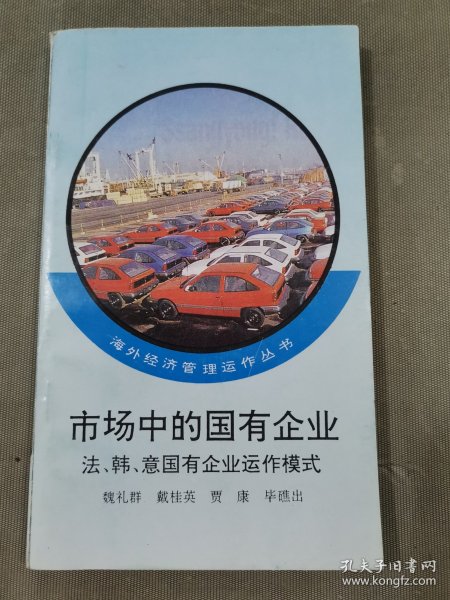 海外经济管理运作丛书
市场中的国有企业
法、韩、意国有企业运作模式
魏礼群 戴桂英 贾 康 毕礁出
孔夫子旧书网
www.kongfz.com